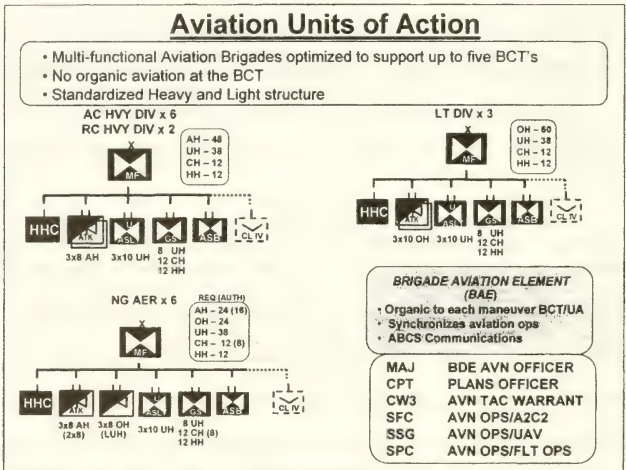 Aviation Units of Action
• Multi-functional Aviation Brigades optimized to support up to five BCT's
• No organic aviation at the BCT
• Standardized Heavy and Light structure
AC HVY DIV x 6
RC HVY DIV x 2
X
MF
AH – 48
UH – 38
CH – 12
HH – 12
HHC
ATK
U
ASL
GS
ASB
CL IV
3x8 AH
3x10 UH
8 UH
12 CH
12 HH
LT DIV x 3
X
MF
OH – 60
UH – 38
CH – 12
HH – 12
HHC
ATK
U
ASL
GS
ASB
CL IV
3x10 OH
3x10 UH
8 UH
12 CH
12 HH
NG AER x 6
X
MF
REQ (AUTH)
AH – 24 (16)
OH – 24
UH – 38
CH – 12 (8)
HH – 12
HHC
ATK
U
ASL
GS
ASB
CL IV
3x8 AH
(2x8)
3x8 OH
(LUH)
3x10 UH
8 UH
12 CH (8)
12 HH
BRIGADE AVIATION ELEMENT
(BAE)
• Organic to each maneuver BCT/UA
• Synchronizes aviation ops
• ABCS Communications
MAJ BDE AVN OFFICER
CPT PLANS OFFICER
CW3 AVN TAC WARRANT
SFC AVN OPS/A2C2
SSG AVN OPS/UAV
SPC AVN OPS/FLT OPS